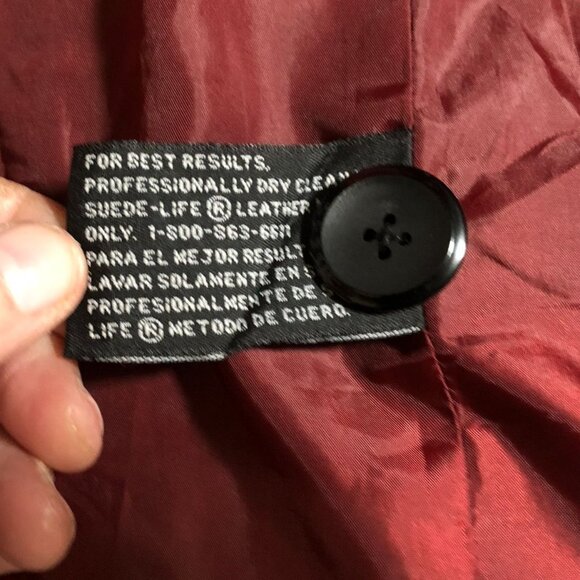 FOR BEST RESULTS,
PROFESSIONALLY DRY CLEAN
SUEDE-LIFE ® LEATHER
ONLY. 1-800-863-6611
PARA EL MEJOR RESULT
LAVAR SOLAMENTE EN S
PROFESIONALMENTE DE
LIFE ® METODO DE CUERO.